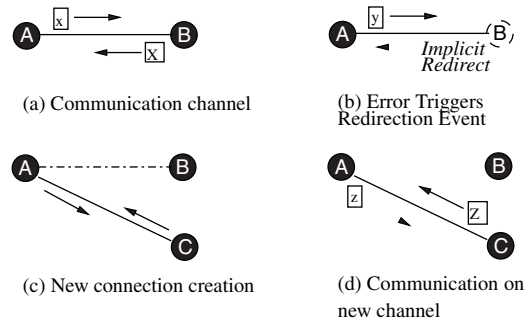 x
A
B
X
(a) Communication channel
y
A
B
Implicit
Redirect
(b) Error Triggers
Redirection Event
A
B
C
(c) New connection creation
A
B
z
Z
C
(d) Communication on
new channel